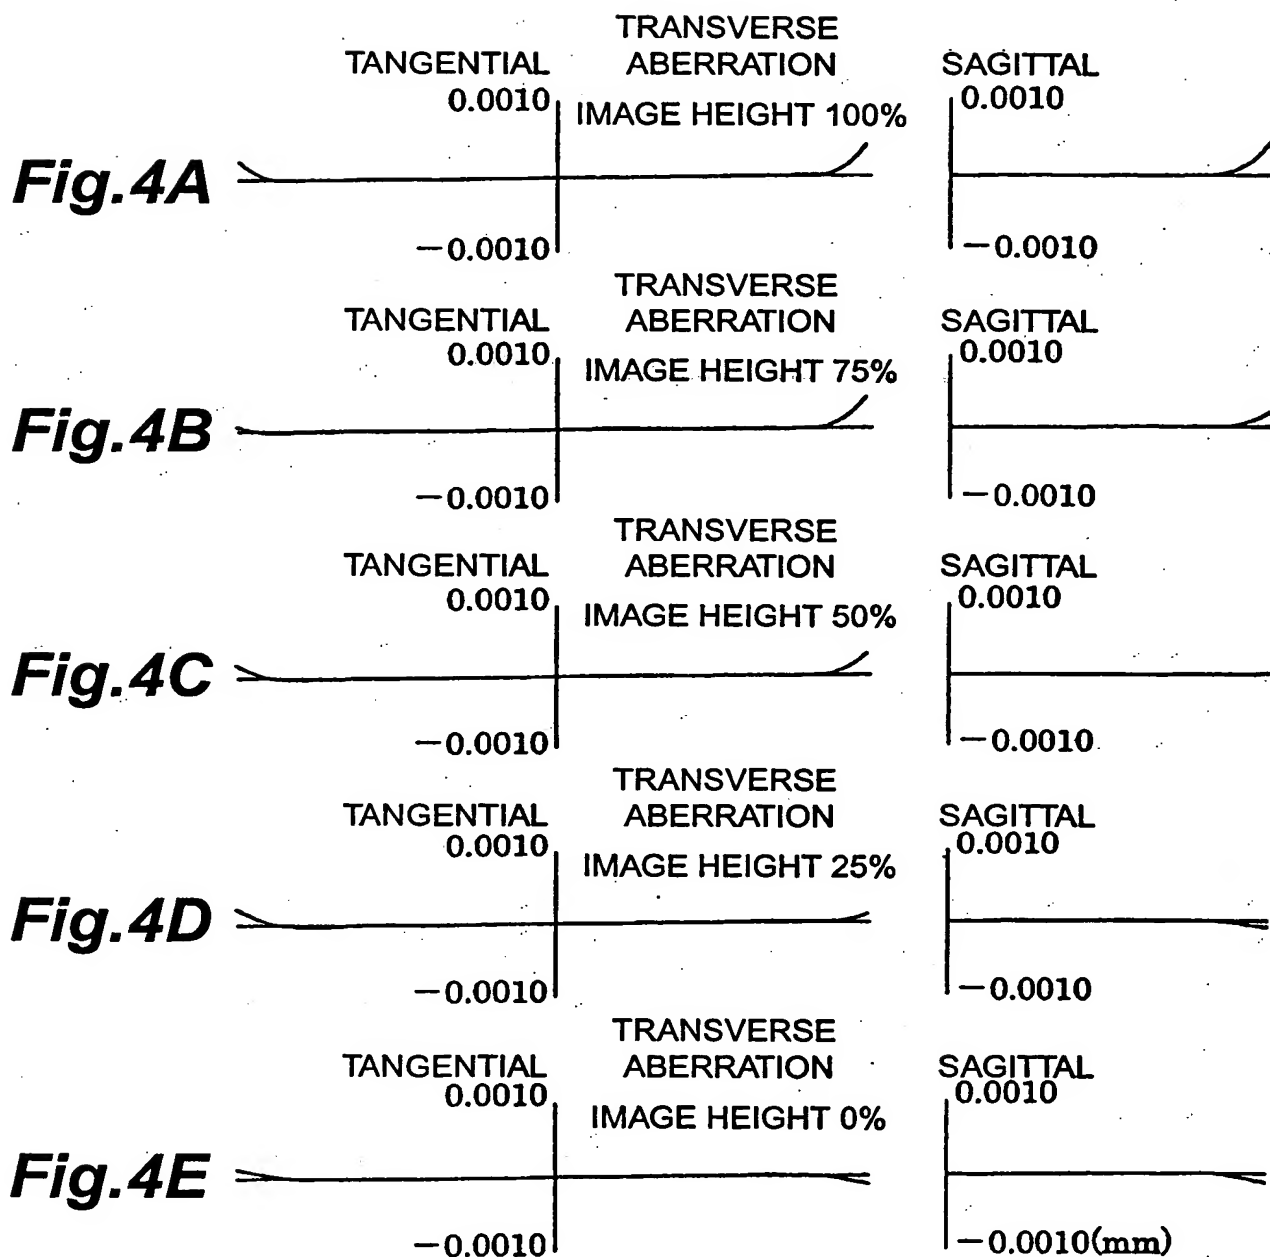 TRANSVERSE
TANGENTIAL ABERRATION SAGITTAL
0.0010 IMAGE HEIGHT 100% 0.0010
Fig.4A
−0.0010 −0.0010
TRANSVERSE
TANGENTIAL ABERRATION SAGITTAL
0.0010 IMAGE HEIGHT 75% 0.0010
Fig.4B
−0.0010 −0.0010
TRANSVERSE
TANGENTIAL ABERRATION SAGITTAL
0.0010 IMAGE HEIGHT 50% 0.0010
Fig.4C
−0.0010 −0.0010
TRANSVERSE
TANGENTIAL ABERRATION SAGITTAL
0.0010 IMAGE HEIGHT 25% 0.0010
Fig.4D
−0.0010 −0.0010
TRANSVERSE
TANGENTIAL ABERRATION SAGITTAL
0.0010 IMAGE HEIGHT 0% 0.0010
Fig.4E
−0.0010 −0.0010(mm)